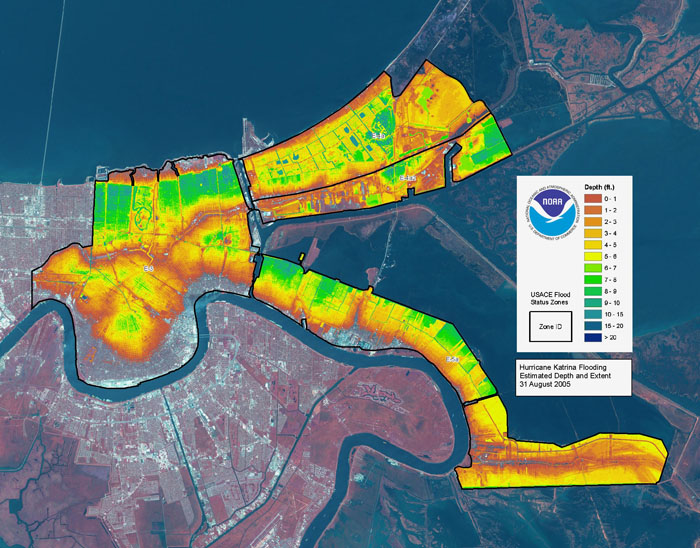 NATIONAL OCEANIC AND ATMOSPHERIC ADMINISTRATION
NOAA
U.S. DEPARTMENT OF COMMERCE
Depth (ft.)
0 - 1
1 - 2
2 - 3
3 - 4
4 - 5
5 - 6
6 - 7
7 - 8
8 - 9
9 - 10
10 - 15
15 - 20
> 20
USACE Flood
Status Zones
Zone ID
Hurricane Katrina Flooding
Estimated Depth and Extent
31 August 2005